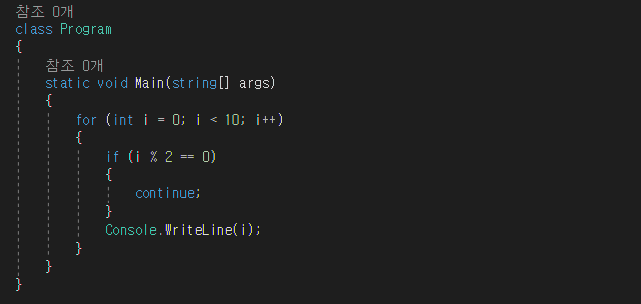 참조 0개
class Program
{
참조 0개
static void Main(string[] args)
{
for (int i = 0; i < 10; i++)
{
if (i % 2 == 0)
{
continue;
}
Console.WriteLine(i);
}
}
}